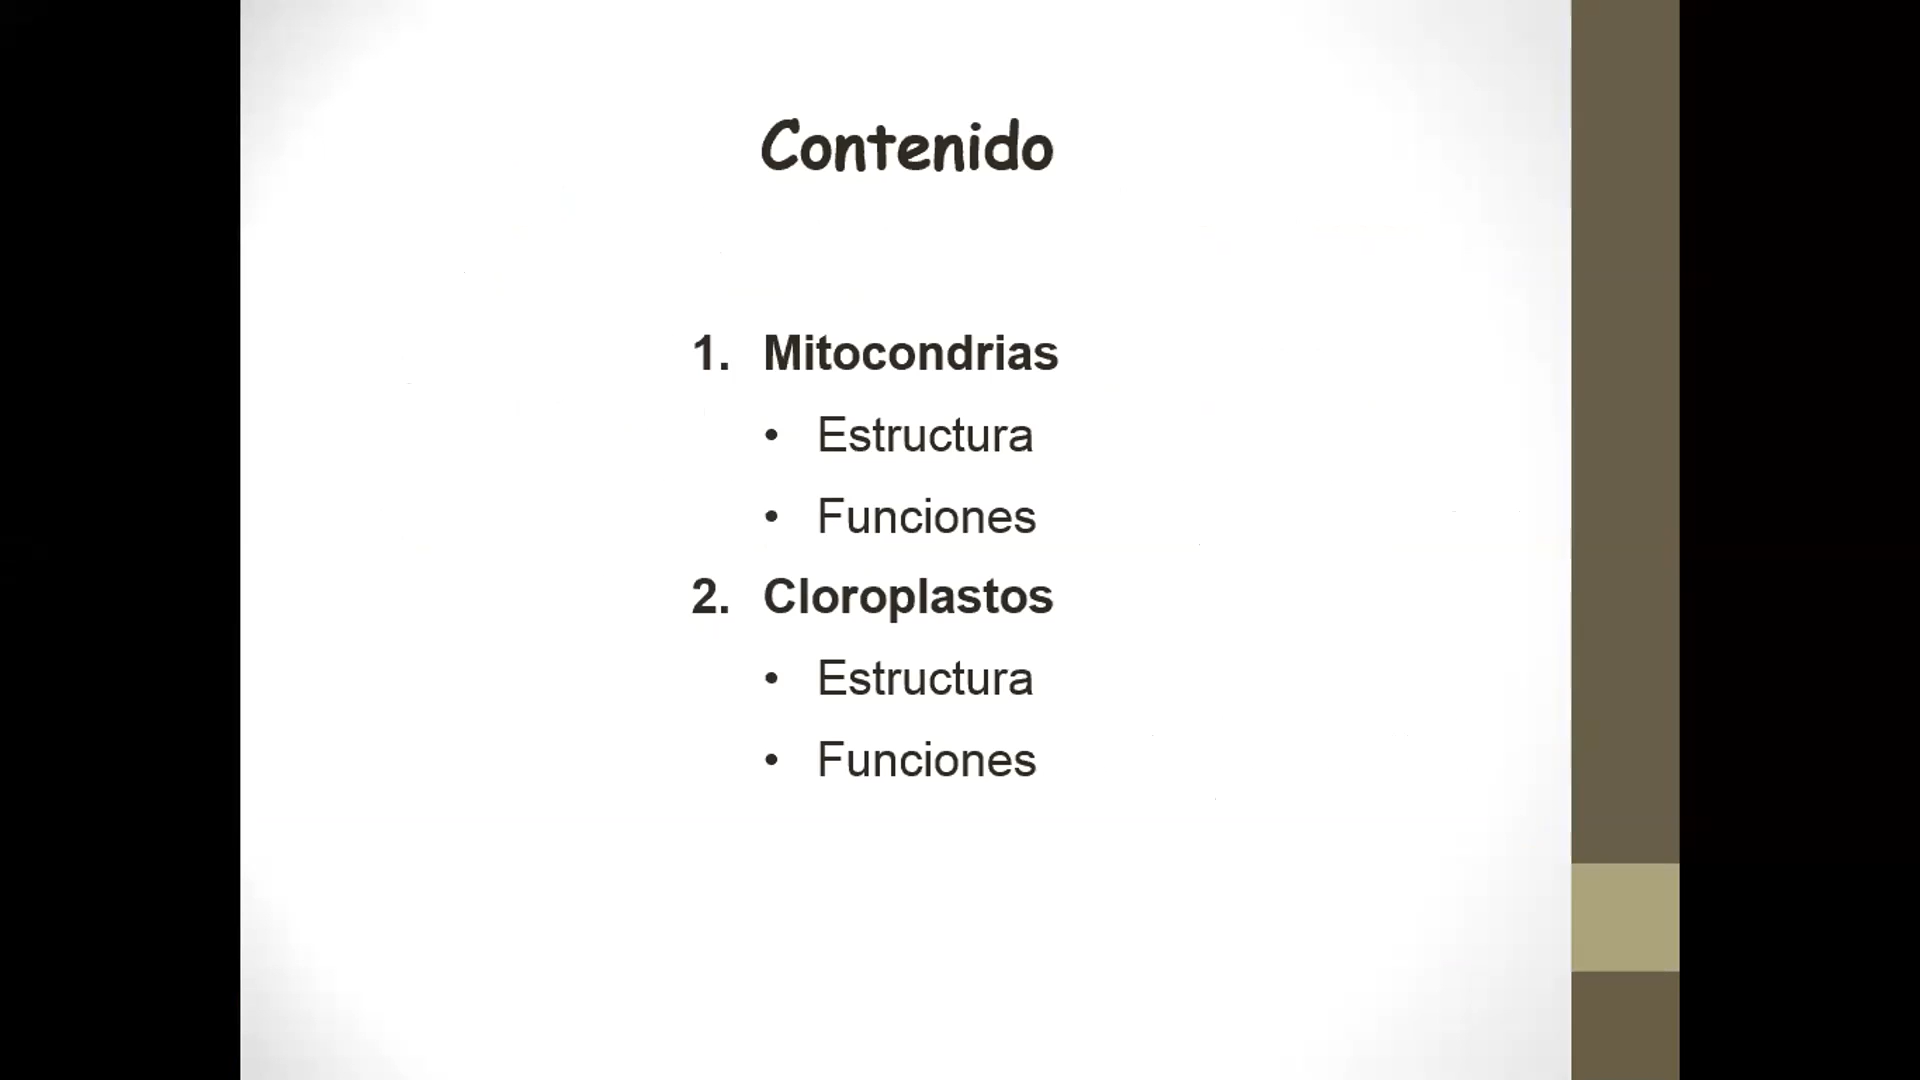 Contenido
1. Mitocondrias
• Estructura
• Funciones
2. Cloroplastos
• Estructura
• Funciones